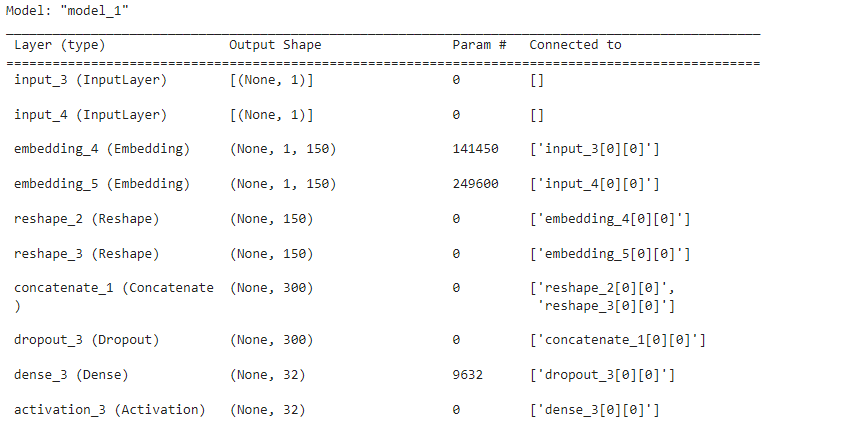 Model: "model_1"
Layer (type) Output Shape Param # Connected to
input_3 (InputLayer) [(None, 1)] 0 []
input_4 (InputLayer) [(None, 1)] 0 []
embedding_4 (Embedding) (None, 1, 150) 141450 ['input_3[0][0]']
embedding_5 (Embedding) (None, 1, 150) 249600 ['input_4[0][0]']
reshape_2 (Reshape) (None, 150) 0 ['embedding_4[0][0]']
reshape_3 (Reshape) (None, 150) 0 ['embedding_5[0][0]']
concatenate_1 (Concatenate (None, 300) 0 ['reshape_2[0][0]',
) 'reshape_3[0][0]']
dropout_3 (Dropout) (None, 300) 0 ['concatenate_1[0][0]']
dense_3 (Dense) (None, 32) 9632 ['dropout_3[0][0]']
activation_3 (Activation) (None, 32) 0 ['dense_3[0][0]']